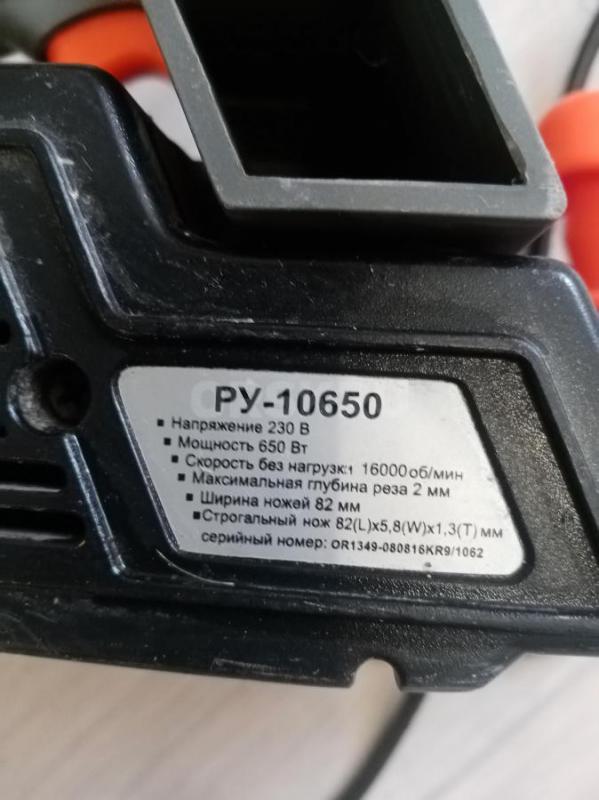 РУ-10650
▪ Напряжение 230 В
▪ Мощность 650 Вт
▪ Скорость без нагрузки 16000об/мин
▪ Максимальная глубина реза 2 мм
▪ Ширина ножей 82 мм
▪Строгальный нож 82(L)x5,8(W)x1,3(T) мм
серийный номер: OR1349-080816KR9/1062